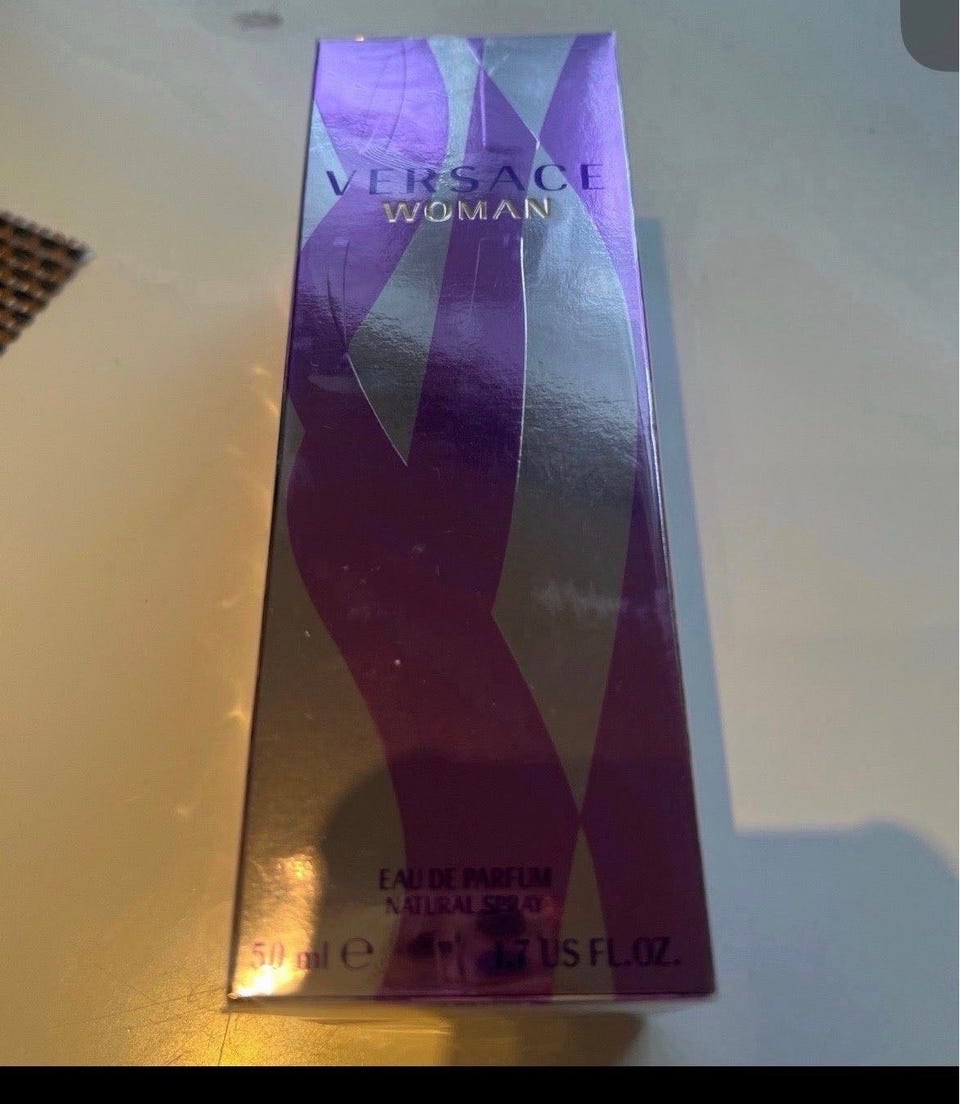 VERSACE
WOMAN
EAU DE PARFUM
NATURAL SPRAY
50 ml ℮ 1.7 US FL.OZ.